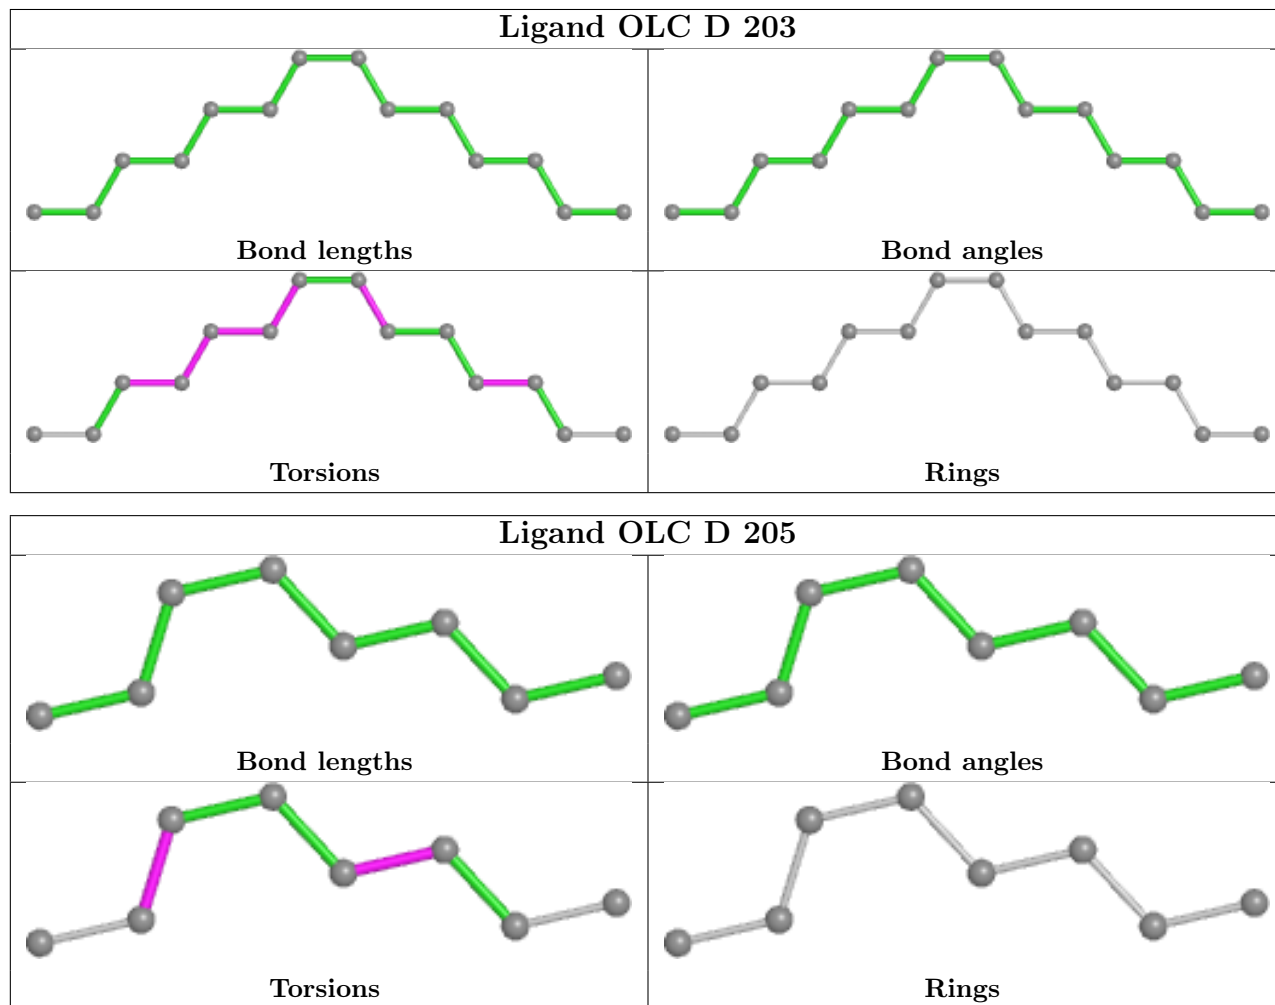 Ligand OLC D 203
Bond lengths
Bond angles
Torsions
Rings
Ligand OLC D 205
Bond lengths
Bond angles
Torsions
Rings